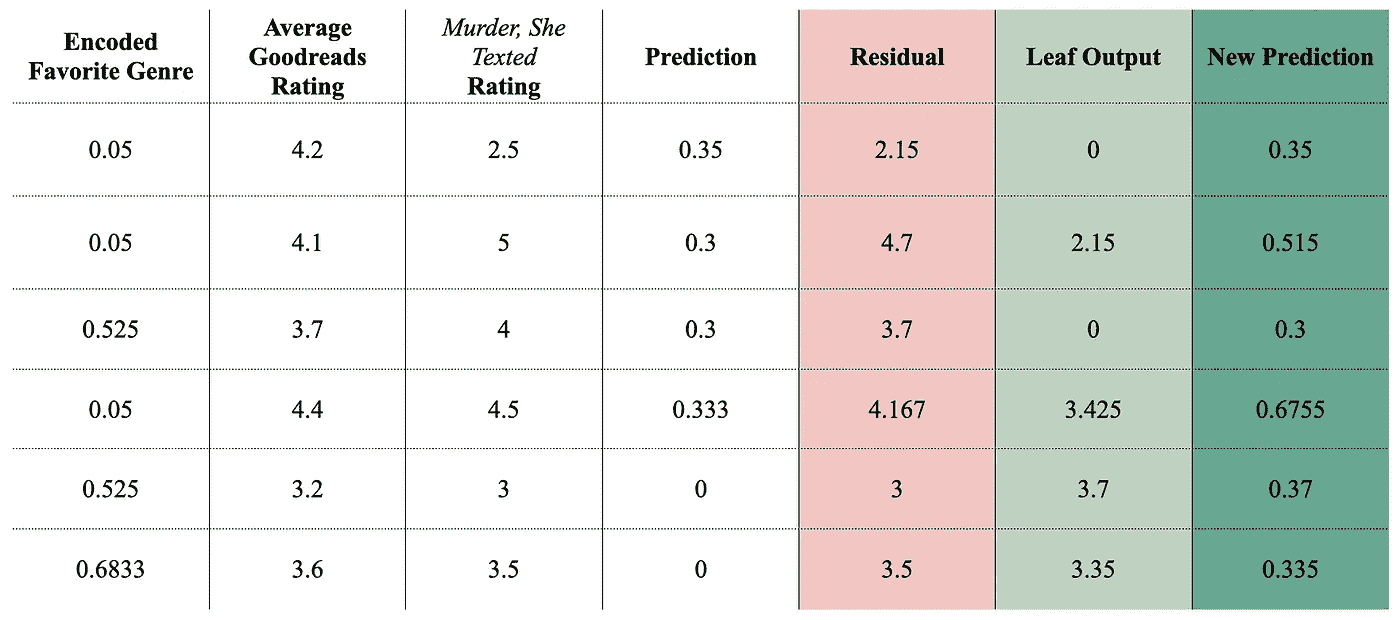 Encoded Favorite Genre | Average Goodreads Rating | Murder, She Texted Rating | Prediction | Residual | Leaf Output | New Prediction
0.05 | 4.2 | 2.5 | 0.35 | 2.15 | 0 | 0.35
0.05 | 4.1 | 5 | 0.3 | 4.7 | 2.15 | 0.515
0.525 | 3.7 | 4 | 0.3 | 3.7 | 0 | 0.3
0.05 | 4.4 | 4.5 | 0.333 | 4.167 | 3.425 | 0.6755
0.525 | 3.2 | 3 | 0 | 3 | 3.7 | 0.37
0.6833 | 3.6 | 3.5 | 0 | 3.5 | 3.35 | 0.335